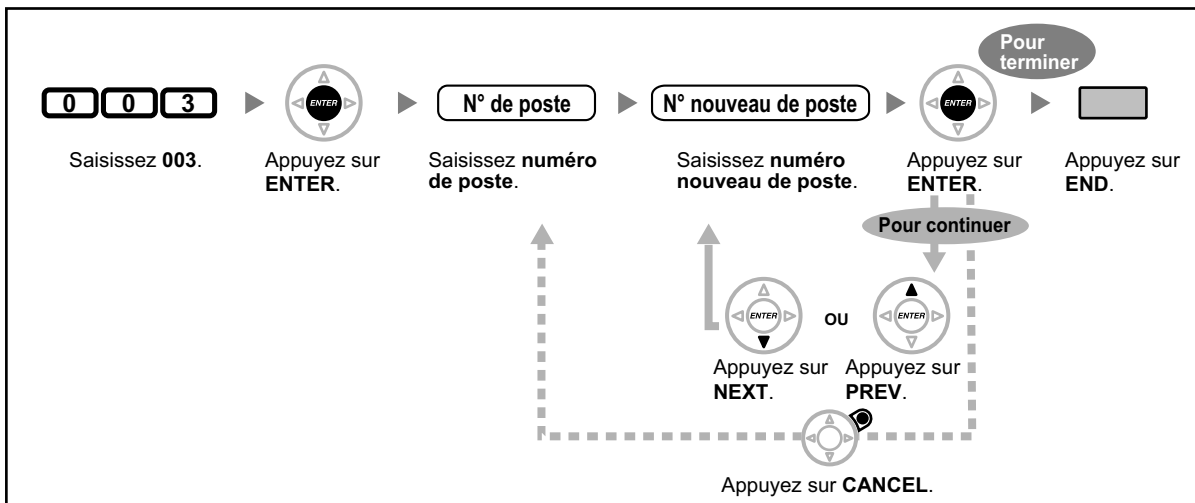 Pour
terminer
0 0 3
ENTER
N° de poste
N° nouveau de poste
ENTER
Saisissez 003.
Appuyez sur
ENTER.
Saisissez numéro
de poste.
Saisissez numéro
nouveau de poste.
Appuyez sur
ENTER.
Appuyez sur
END.
Pour continuer
ENTER
OU
ENTER
Appuyez sur
NEXT.
Appuyez sur
PREV.
Appuyez sur CANCEL.